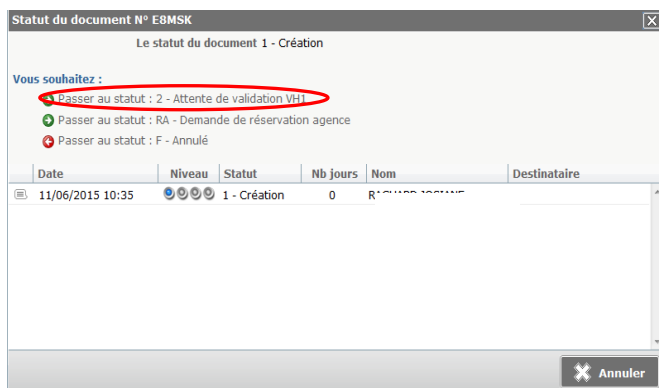 Statut du document N° E8MSK
Le statut du document 1 - Création
Vous souhaitez :
Passer au statut : 2 - Attente de validation VH1
Passer au statut : RA - Demande de réservation agence
Passer au statut : F - Annulé
Date Niveau Statut Nb jours Nom Destinataire
11/06/2015 10:35 1 - Création 0
Annuler